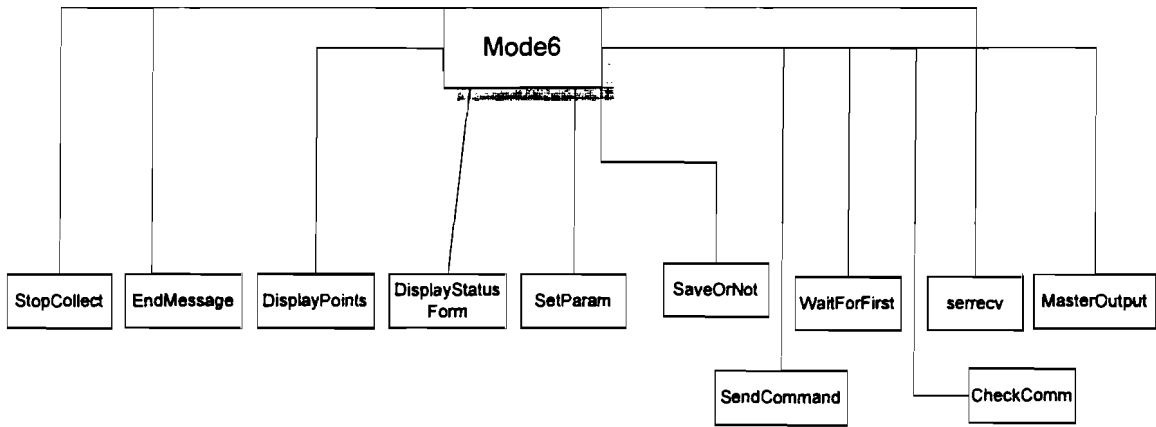 Mode6
StopCollect
EndMessage
DisplayPoints
DisplayStatus
Form
SetParam
SaveOrNot
WaitForFirst
serrecv
MasterOutput
SendCommand
CheckComm